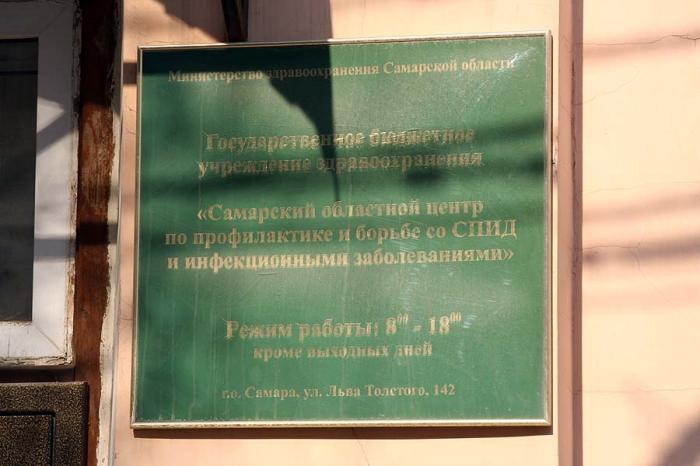 Министерство здравоохранения Самарской области
Государственное бюджетное
учреждение здравоохранения
«Самарский областной центр
по профилактике и борьбе со СПИД
и инфекционными заболеваниями»
Режим работы: 8⁰⁰ - 18⁰⁰
кроме выходных дней
г.о. Самара, ул. Льва Толстого, 142